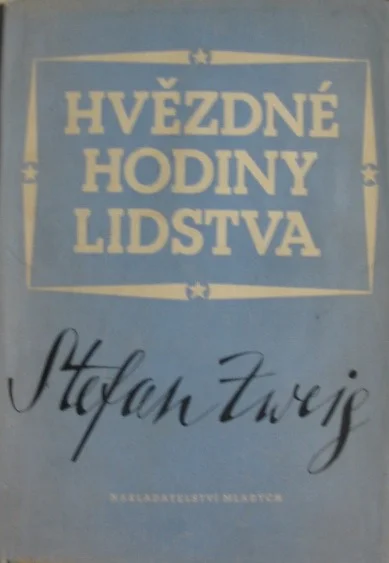 HVĚZDNÉ
HODINY
LIDSTVA
Stefan Zweig
NAKLADATELSTVÍ MLADÝCH